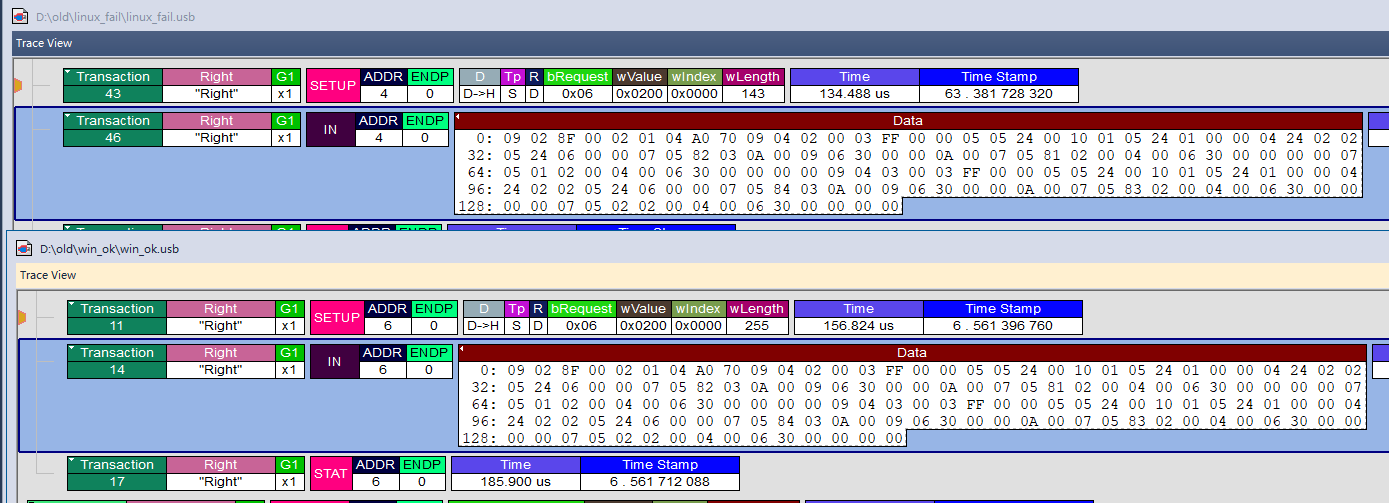 D:\old\linux_fail\linux_fail.usb
Trace View
Transaction Right G1 SETUP ADDR ENDP D Tp R bRequest wValue wIndex wLength Time Time Stamp
43 "Right" x1 4 0 D->H S D 0x06 0x0200 0x0000 143 134.488 us 63 . 381 728 320
Transaction Right G1 IN ADDR ENDP Data
46 "Right" x1 4 0
0: 09 02 8F 00 02 01 04 A0 70 09 04 02 00 03 FF 00 00 05 05 24 00 10 01 05 24 01 00 00 04 24 02 02
32: 05 24 06 00 00 07 05 82 03 0A 00 09 06 30 00 00 0A 00 07 05 81 02 00 04 00 06 30 00 00 00 00 07
64: 05 01 02 00 04 00 06 30 00 00 00 00 09 04 03 00 03 FF 00 00 05 05 24 00 10 01 05 24 01 00 00 04
96: 24 02 02 05 24 06 00 00 07 05 84 03 0A 00 09 06 30 00 00 0A 00 07 05 83 02 00 04 00 06 30 00 00
128: 00 00 07 05 02 02 00 04 00 06 30 00 00 00 00
D:\old\win_ok\win_ok.usb
Trace View
Transaction Right G1 SETUP ADDR ENDP D Tp R bRequest wValue wIndex wLength Time Time Stamp
11 "Right" x1 6 0 D->H S D 0x06 0x0200 0x0000 255 156.824 us 6 . 561 396 760
Transaction Right G1 IN ADDR ENDP Data
14 "Right" x1 6 0
0: 09 02 8F 00 02 01 04 A0 70 09 04 02 00 03 FF 00 00 05 05 24 00 10 01 05 24 01 00 00 04 24 02 02
32: 05 24 06 00 00 07 05 82 03 0A 00 09 06 30 00 00 0A 00 07 05 81 02 00 04 00 06 30 00 00 00 00 07
64: 05 01 02 00 04 00 06 30 00 00 00 00 09 04 03 00 03 FF 00 00 05 05 24 00 10 01 05 24 01 00 00 04
96: 24 02 02 05 24 06 00 00 07 05 84 03 0A 00 09 06 30 00 00 0A 00 07 05 83 02 00 04 00 06 30 00 00
128: 00 00 07 05 02 02 00 04 00 06 30 00 00 00 00
Transaction Right G1 STAT ADDR ENDP Time Time Stamp
17 "Right" x1 6 0 185.900 us 6 . 561 712 088